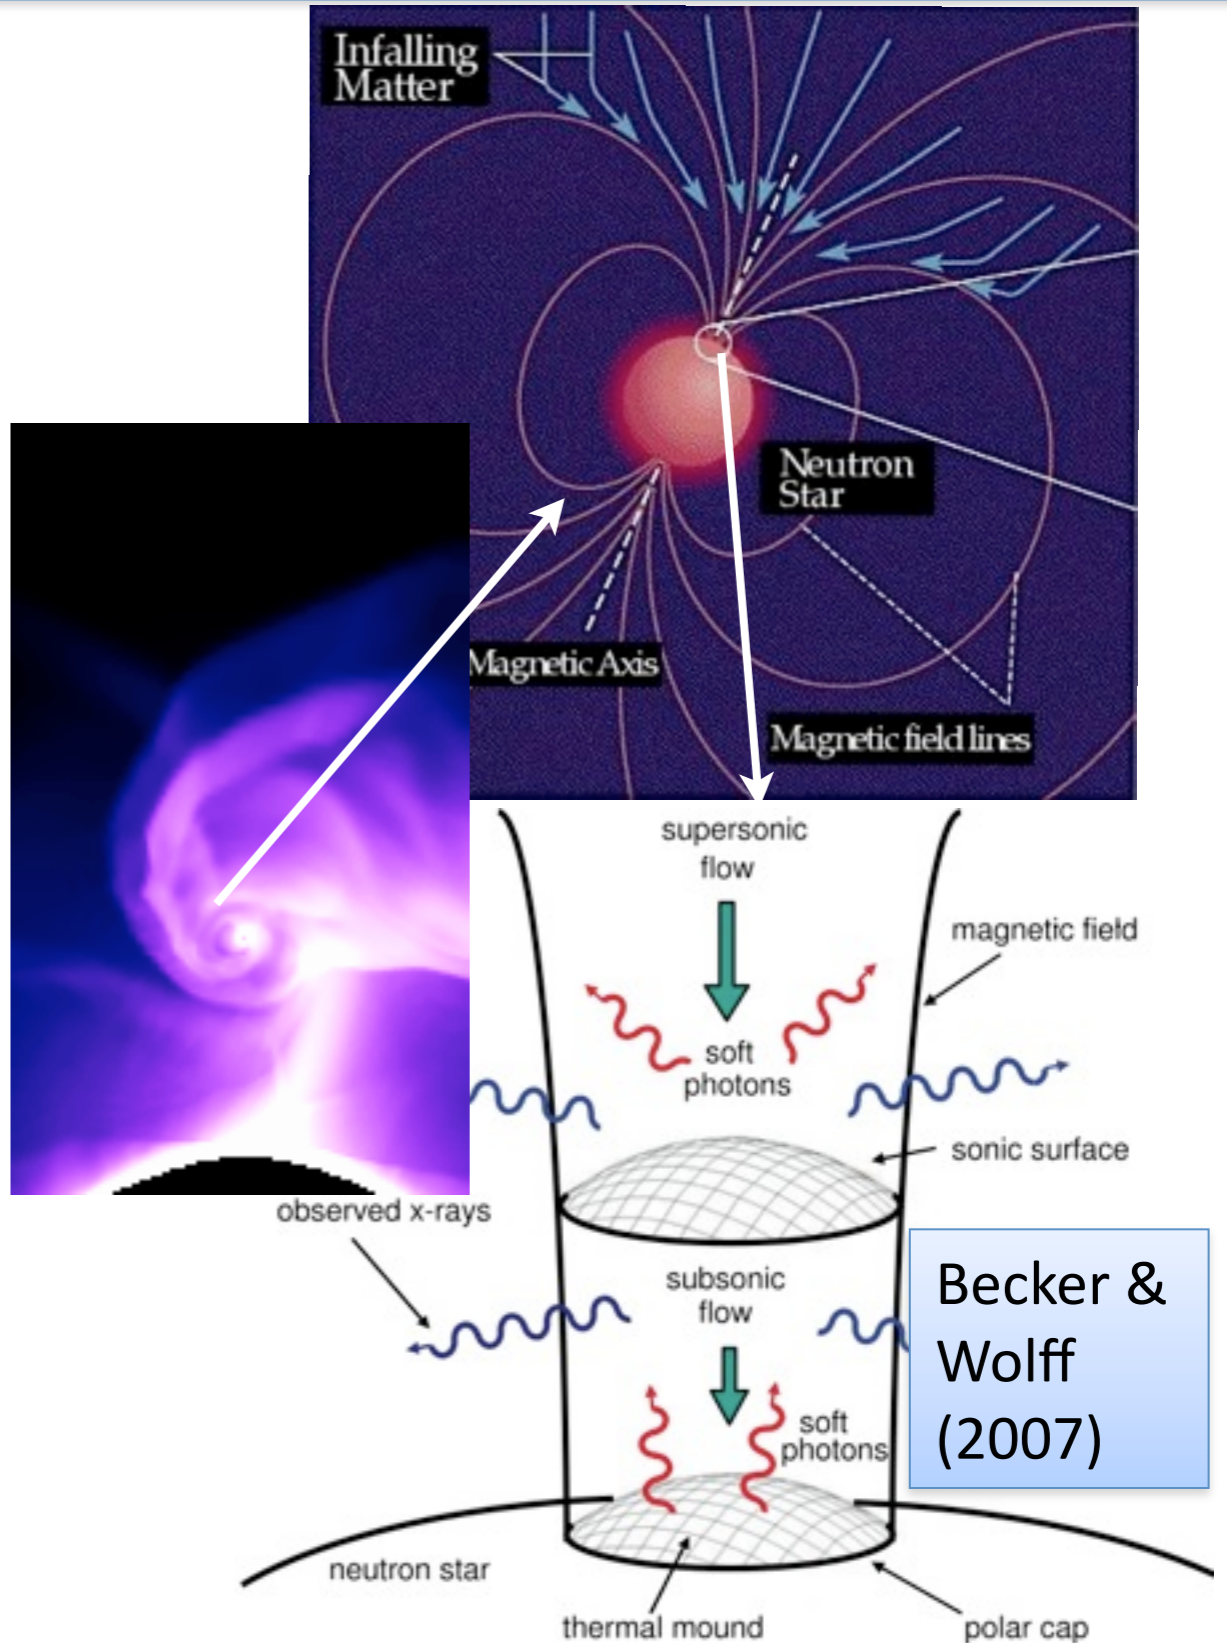 Infalling
Matter
Neutron
Star
Magnetic Axis
Magnetic field lines
supersonic
flow
magnetic field
soft
photons
sonic surface
observed x-rays
subsonic
flow
Becker &
Wolff
(2007)
soft
photons
neutron star
thermal mound
polar cap